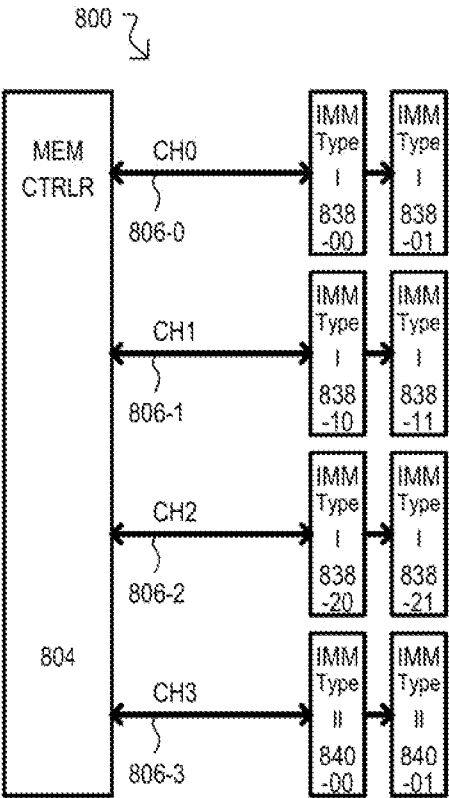 800
MEM
CTRLR
804
CH0
806-0
IMM
Type
I
838
-00
IMM
Type
I
838
-01
CH1
806-1
IMM
Type
I
838
-10
IMM
Type
I
838
-11
CH2
806-2
IMM
Type
I
838
-20
IMM
Type
I
838
-21
CH3
806-3
IMM
Type
II
840
-00
IMM
Type
II
840
-01